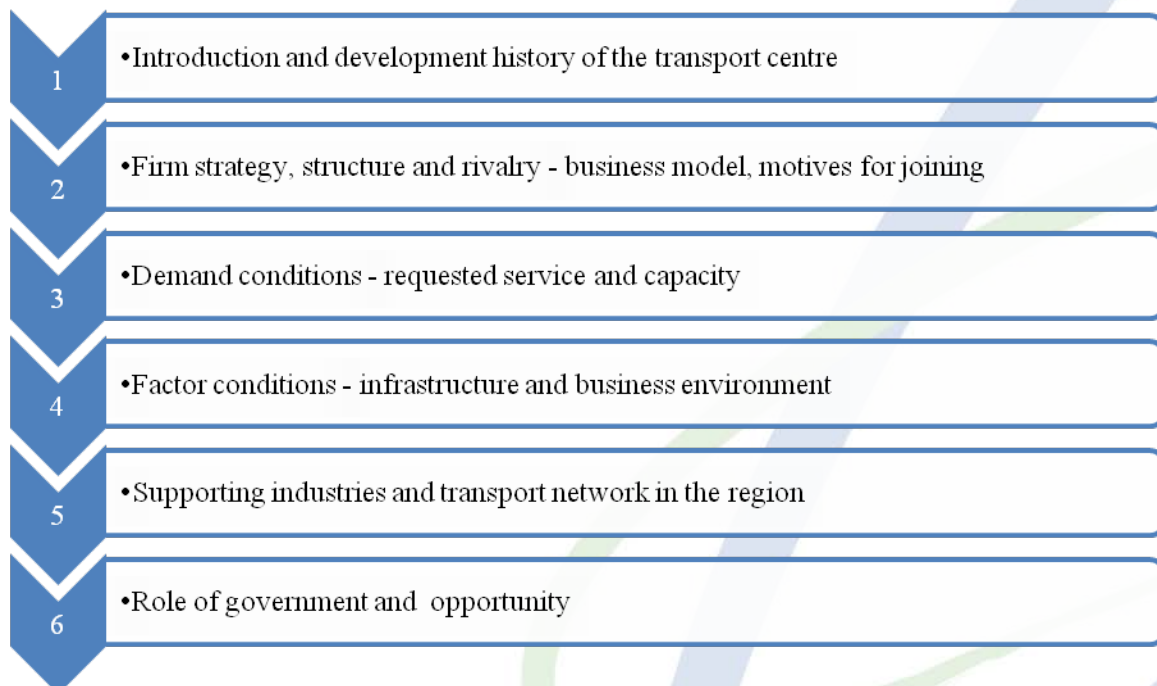 1
•Introduction and development history of the transport centre
2
•Firm strategy, structure and rivalry - business model, motives for joining
3
•Demand conditions - requested service and capacity
4
•Factor conditions - infrastructure and business environment
5
•Supporting industries and transport network in the region
6
•Role of government and  opportunity